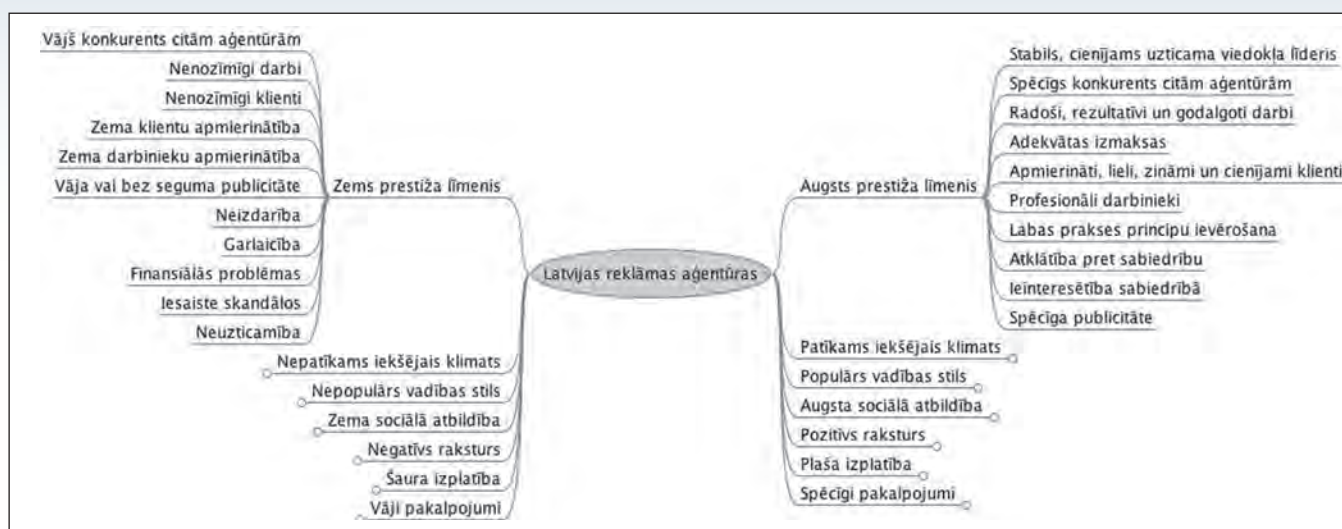 Vājš konkurents citām aģentūrām
Nenozīmīgi darbi
Nenozīmīgi klienti
Zema klientu apmierinātība
Zema darbinieku apmierinātība
Vāja vai bez seguma publicitāte
Neizdarība
Garlaicība
Finansiālās problēmas
Iesaiste skandālos
Neuzticamība
Zems prestiža līmenis
Nepatīkams iekšējais klimats
Nepopulārs vadības stils
Zema sociālā atbildība
Negatīvs raksturs
Šaura izplatība
Vāji pakalpojumi
Latvijas reklāmas aģentūras
Augsts prestiža līmenis
Stabils, cienījams uzticama viedokļa līderis
Spēcīgs konkurents citām aģentūrām
Radoši, rezultatīvi un godalgoti darbi
Adekvātas izmaksas
Apmierināti, lieli, zināmi un cienījami klienti
Profesionāli darbinieki
Labas prakses principu ievērošana
Atklātība pret sabiedrību
Ieinteresētība sabiedrībā
Spēcīga publicitāte
Patīkams iekšējais klimats
Populārs vadības stils
Augsta sociālā atbildība
Pozitīvs raksturs
Plaša izplatība
Spēcīgi pakalpojumi